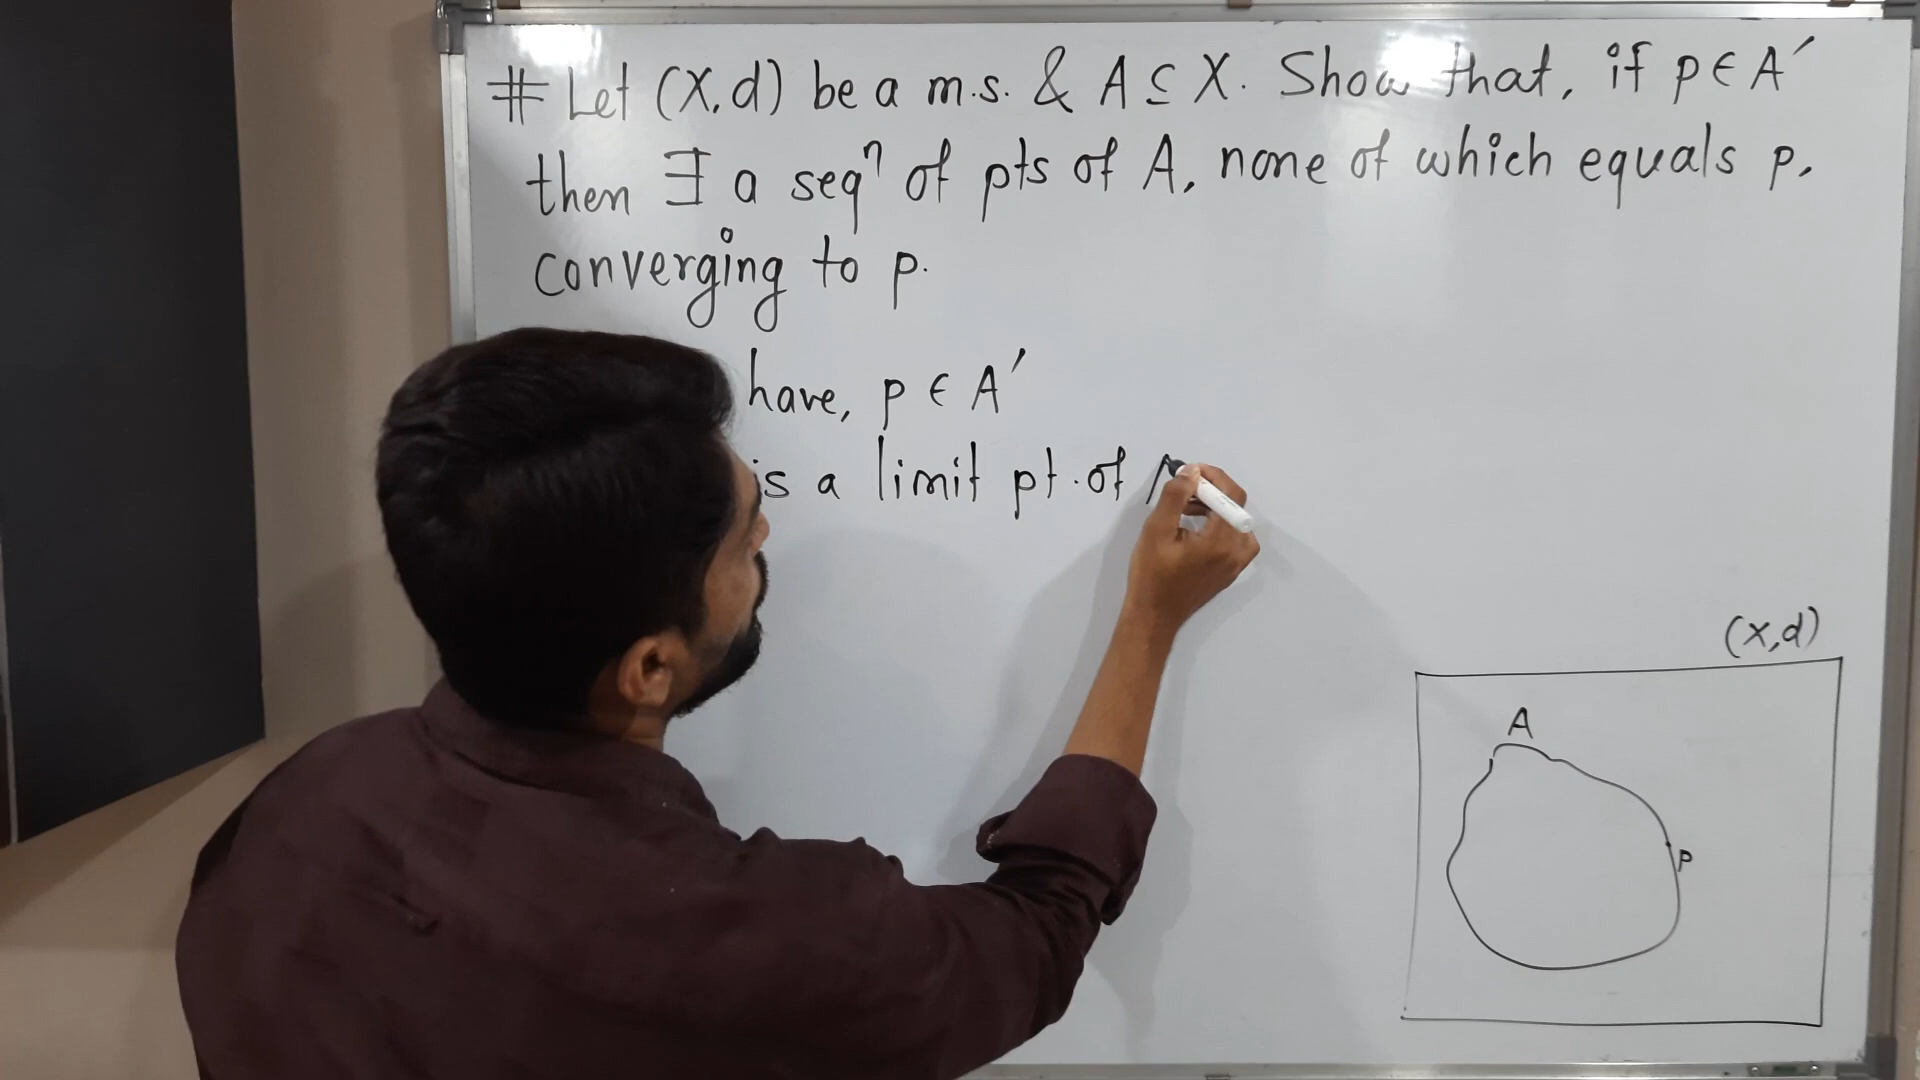 # Let (X,d) be a m.s. & A ⊆ X. Show that, if p ∈ A′
then ∃ a seqⁿ of pts of A, none of which equals p,
converging to p.
have, p ∈ A′
is a limit pt. of
(X,d)
A
P